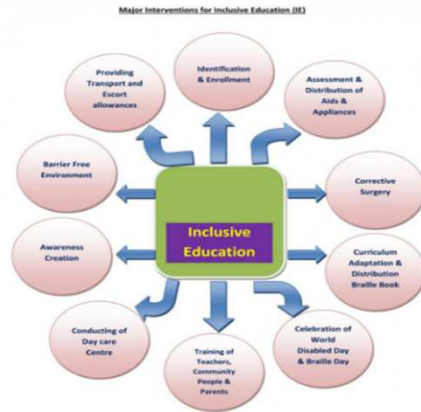 Major Interventions for Inclusive Education (IE)
Identification
& Enrollment
Providing
Transport and
Escort
allowances
Assessment &
Distribution of
Aids &
Appliances
Barrier Free
Environment
Corrective
Surgery
Inclusive
Education
Awareness
Creation
Curriculum
Adaptation &
Distribution
Braille Book
Conducting of
Day care
Centre
Training of
Teachers,
Community
People &
Parents
Celebration of
World
Disabled Day
& Braille Day